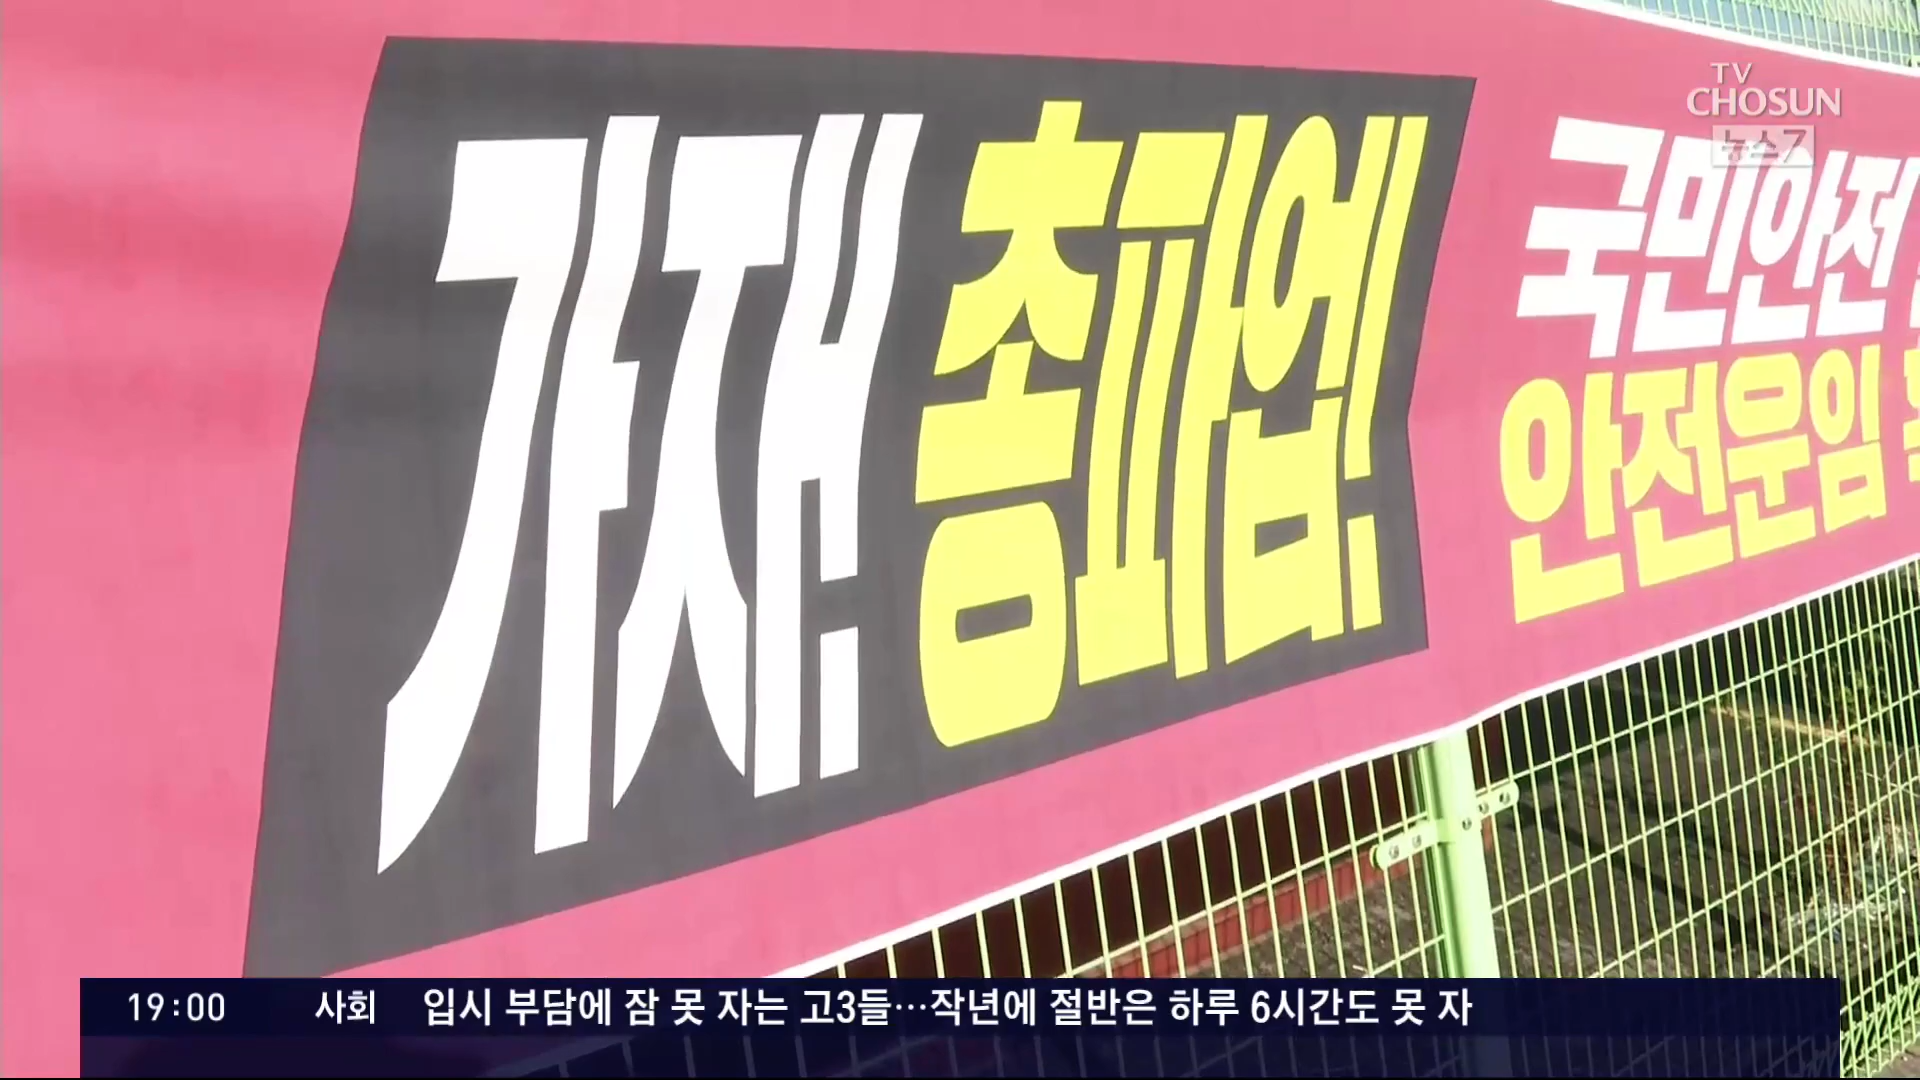 TV
CHOSUN
뉴스7
가자! 총파업!
국민안전
안전운임
19:00 사회 입시 부담에 잠 못 자는 고3들…작년에 절반은 하루 6시간도 못 자